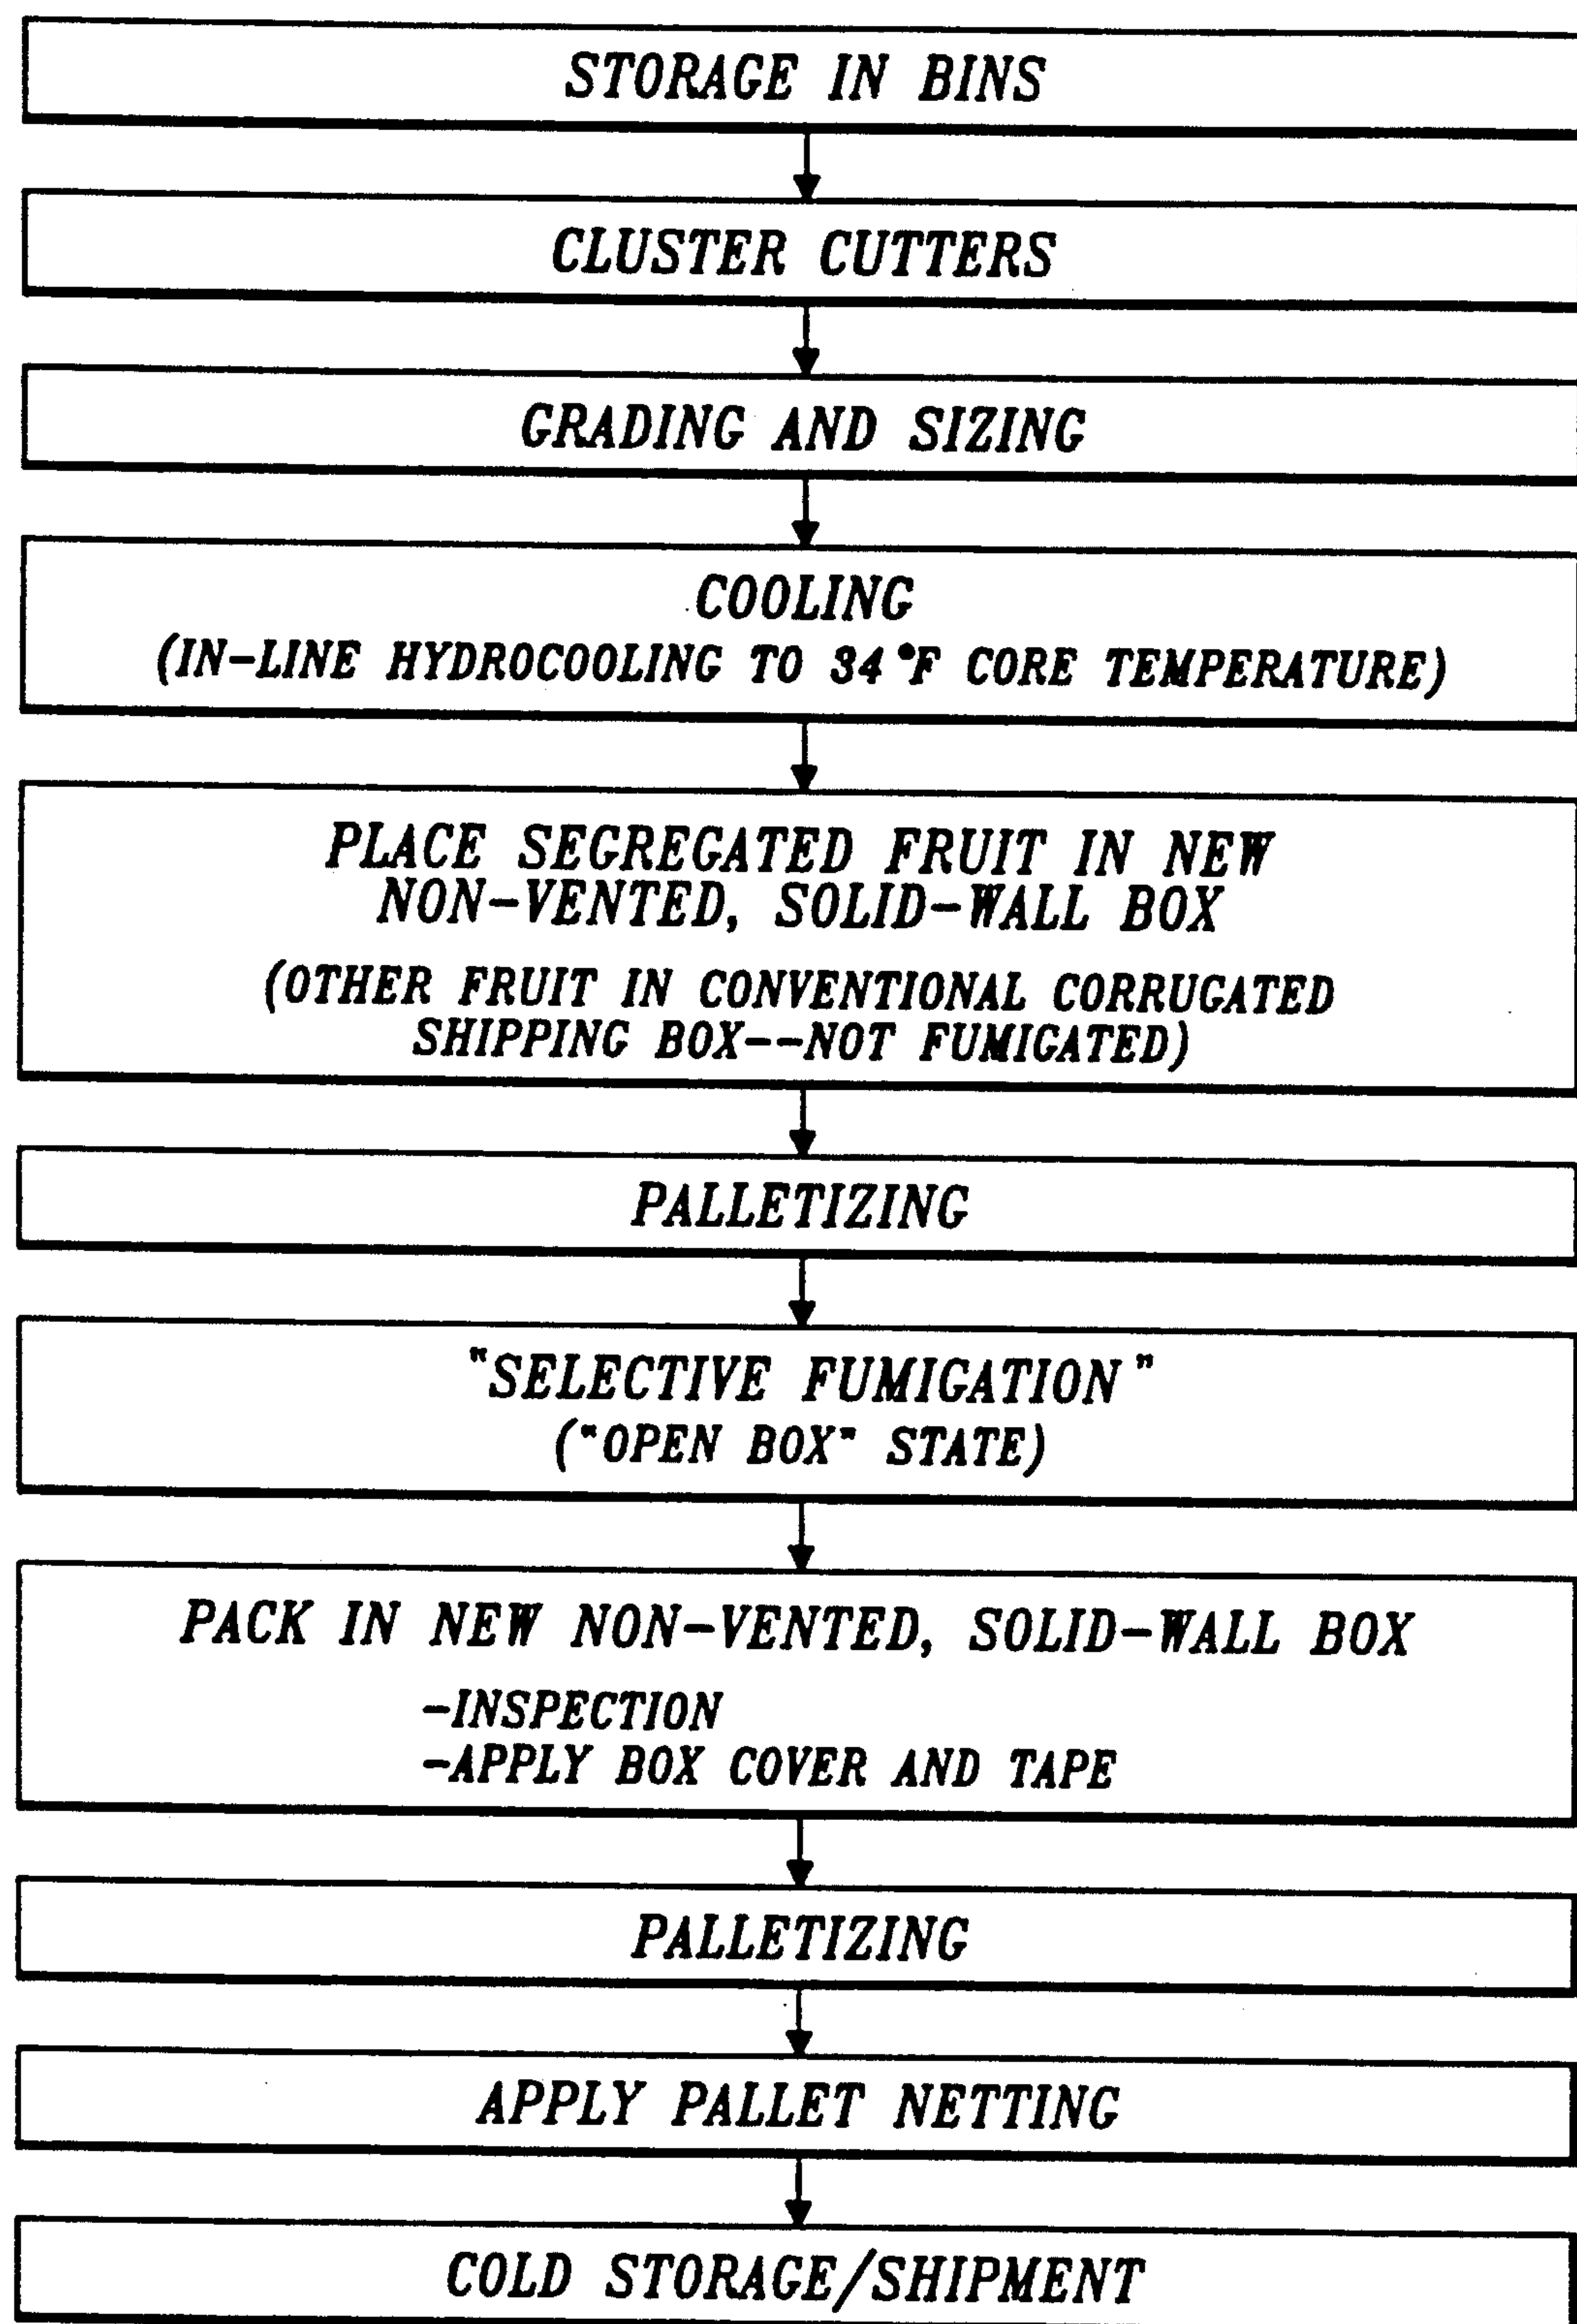 STORAGE IN BINS
CLUSTER CUTTERS
GRADING AND SIZING
COOLING
(IN-LINE HYDROCOOLING TO 34°F CORE TEMPERATURE)
PLACE SEGREGATED FRUIT IN NEW
NON-VENTED, SOLID-WALL BOX
(OTHER FRUIT IN CONVENTIONAL CORRUGATED
SHIPPING BOX--NOT FUMIGATED)
PALLETIZING
"SELECTIVE FUMIGATION"
("OPEN BOX" STATE)
PACK IN NEW NON-VENTED, SOLID-WALL BOX
-INSPECTION
-APPLY BOX COVER AND TAPE
PALLETIZING
APPLY PALLET NETTING
COLD STORAGE/SHIPMENT